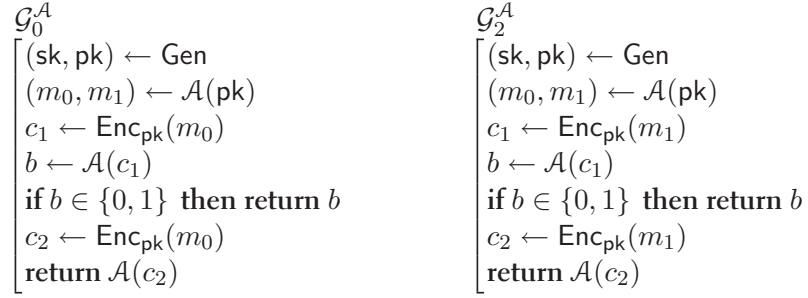 𝒢₀^𝒜
(sk, pk) ← Gen
(m₀, m₁) ← 𝒜(pk)
c₁ ← Enc_pk(m₀)
b ← 𝒜(c₁)
if b ∈ {0, 1} then return b
c₂ ← Enc_pk(m₀)
return 𝒜(c₂)
𝒢₂^𝒜
(sk, pk) ← Gen
(m₀, m₁) ← 𝒜(pk)
c₁ ← Enc_pk(m₁)
b ← 𝒜(c₁)
if b ∈ {0, 1} then return b
c₂ ← Enc_pk(m₁)
return 𝒜(c₂)